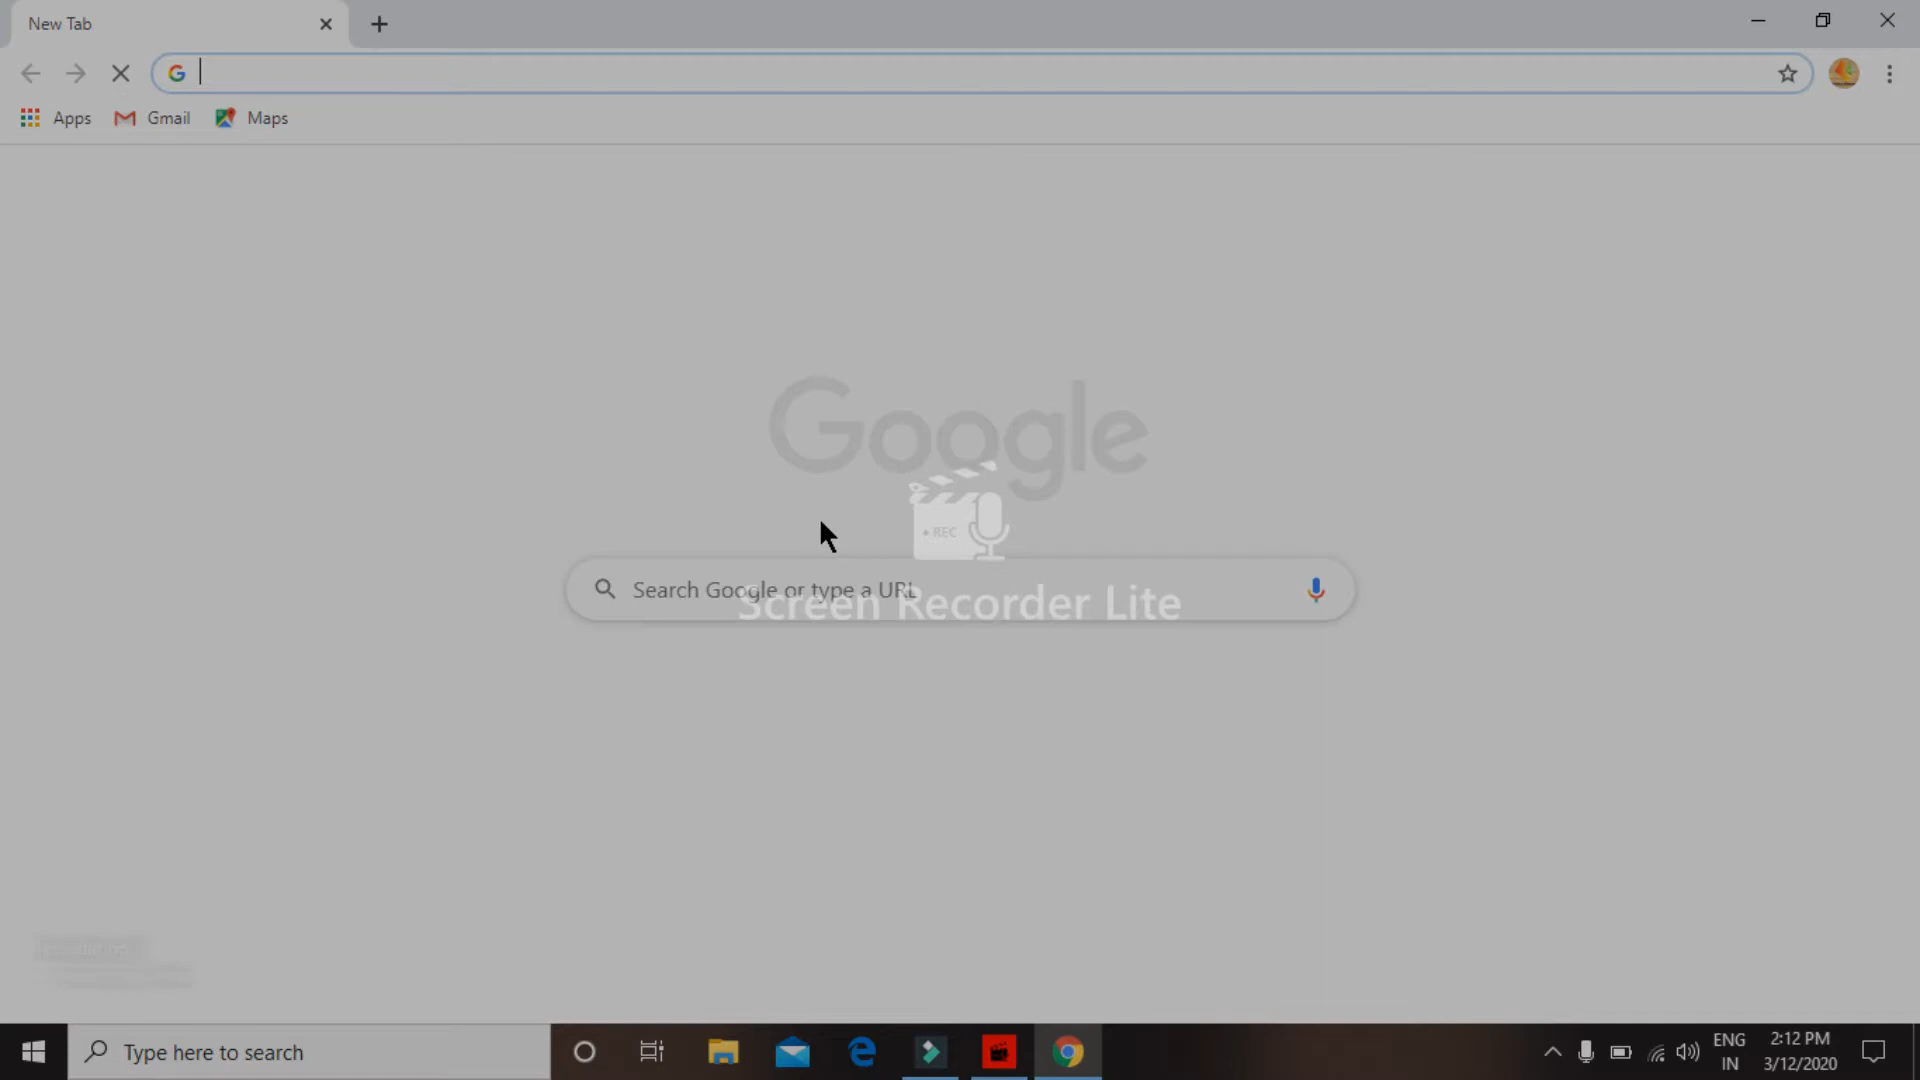 New Tab
Apps Gmail Maps
Google
REC
Search Google or type a URL
Screen Recorder Lite
Type here to search
ENG
IN
2:12 PM
3/12/2020